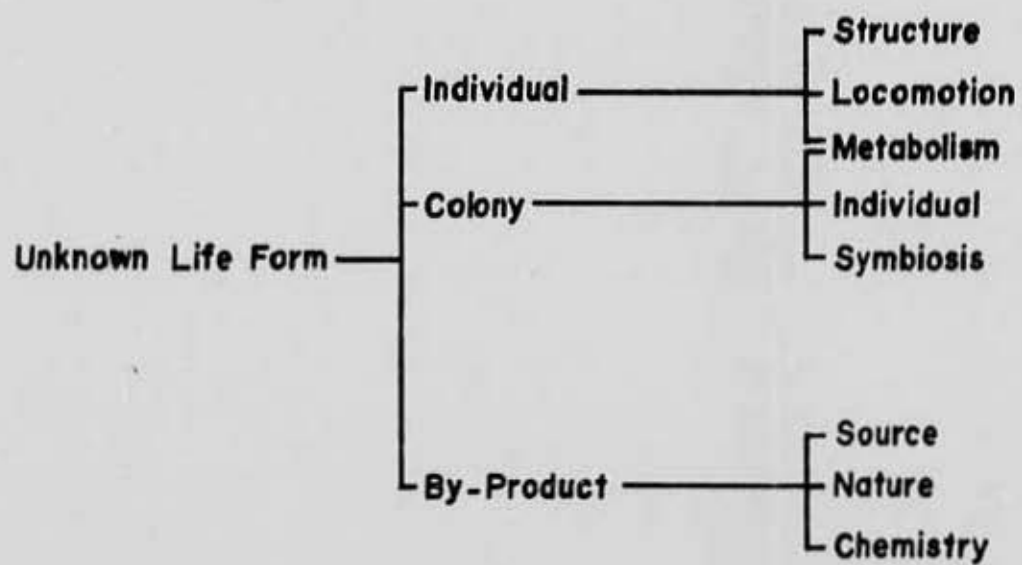 Structure
Individual
Locomotion
Metabolism
Colony
Individual
Unknown Life Form
Symbiosis
Source
By-Product
Nature
Chemistry